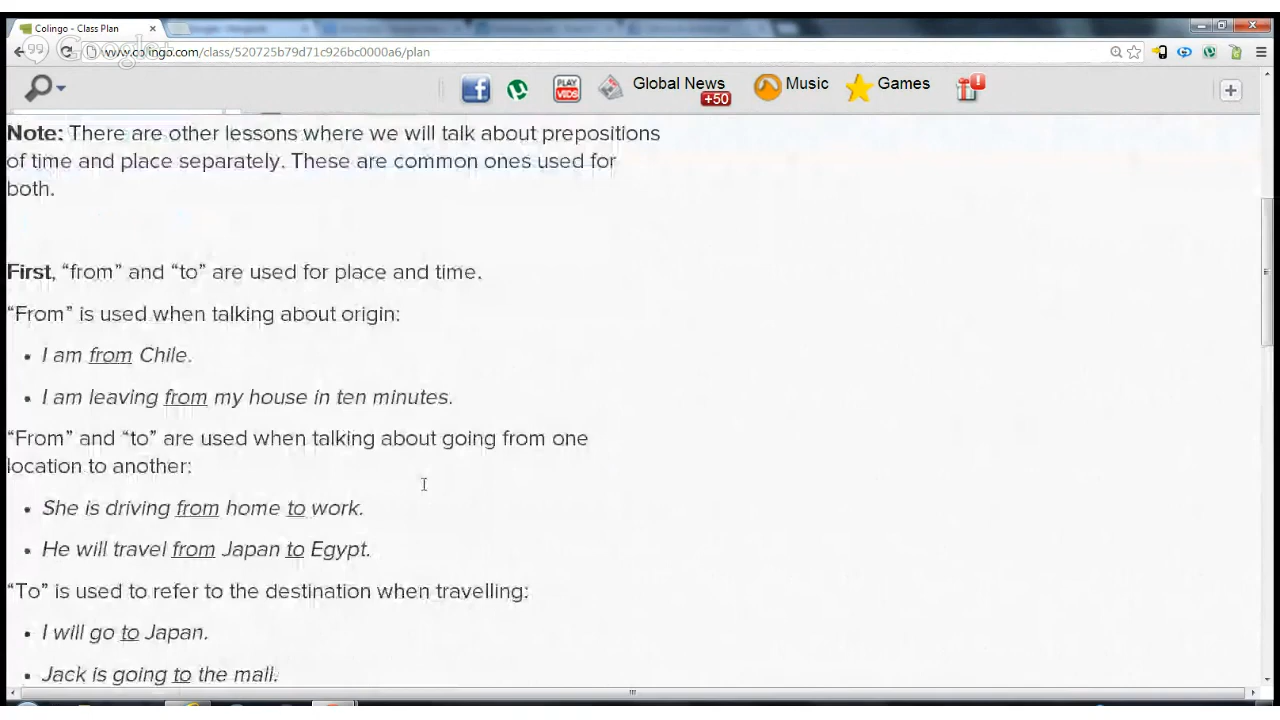 Colingo - Class Plan
Google+
www.colingo.com/class/520725b79d71c926bc0000a6/plan
PLAY VIDS Global News +50 Music Games
Note: There are other lessons where we will talk about prepositions
of time and place separately. These are common ones used for
both.
First, “from” and “to” are used for place and time.
“From” is used when talking about origin:
• I am from Chile.
• I am leaving from my house in ten minutes.
“From” and “to” are used when talking about going from one
location to another:
• She is driving from home to work.
• He will travel from Japan to Egypt.
“To” is used to refer to the destination when travelling:
• I will go to Japan.
• Jack is going to the mall.